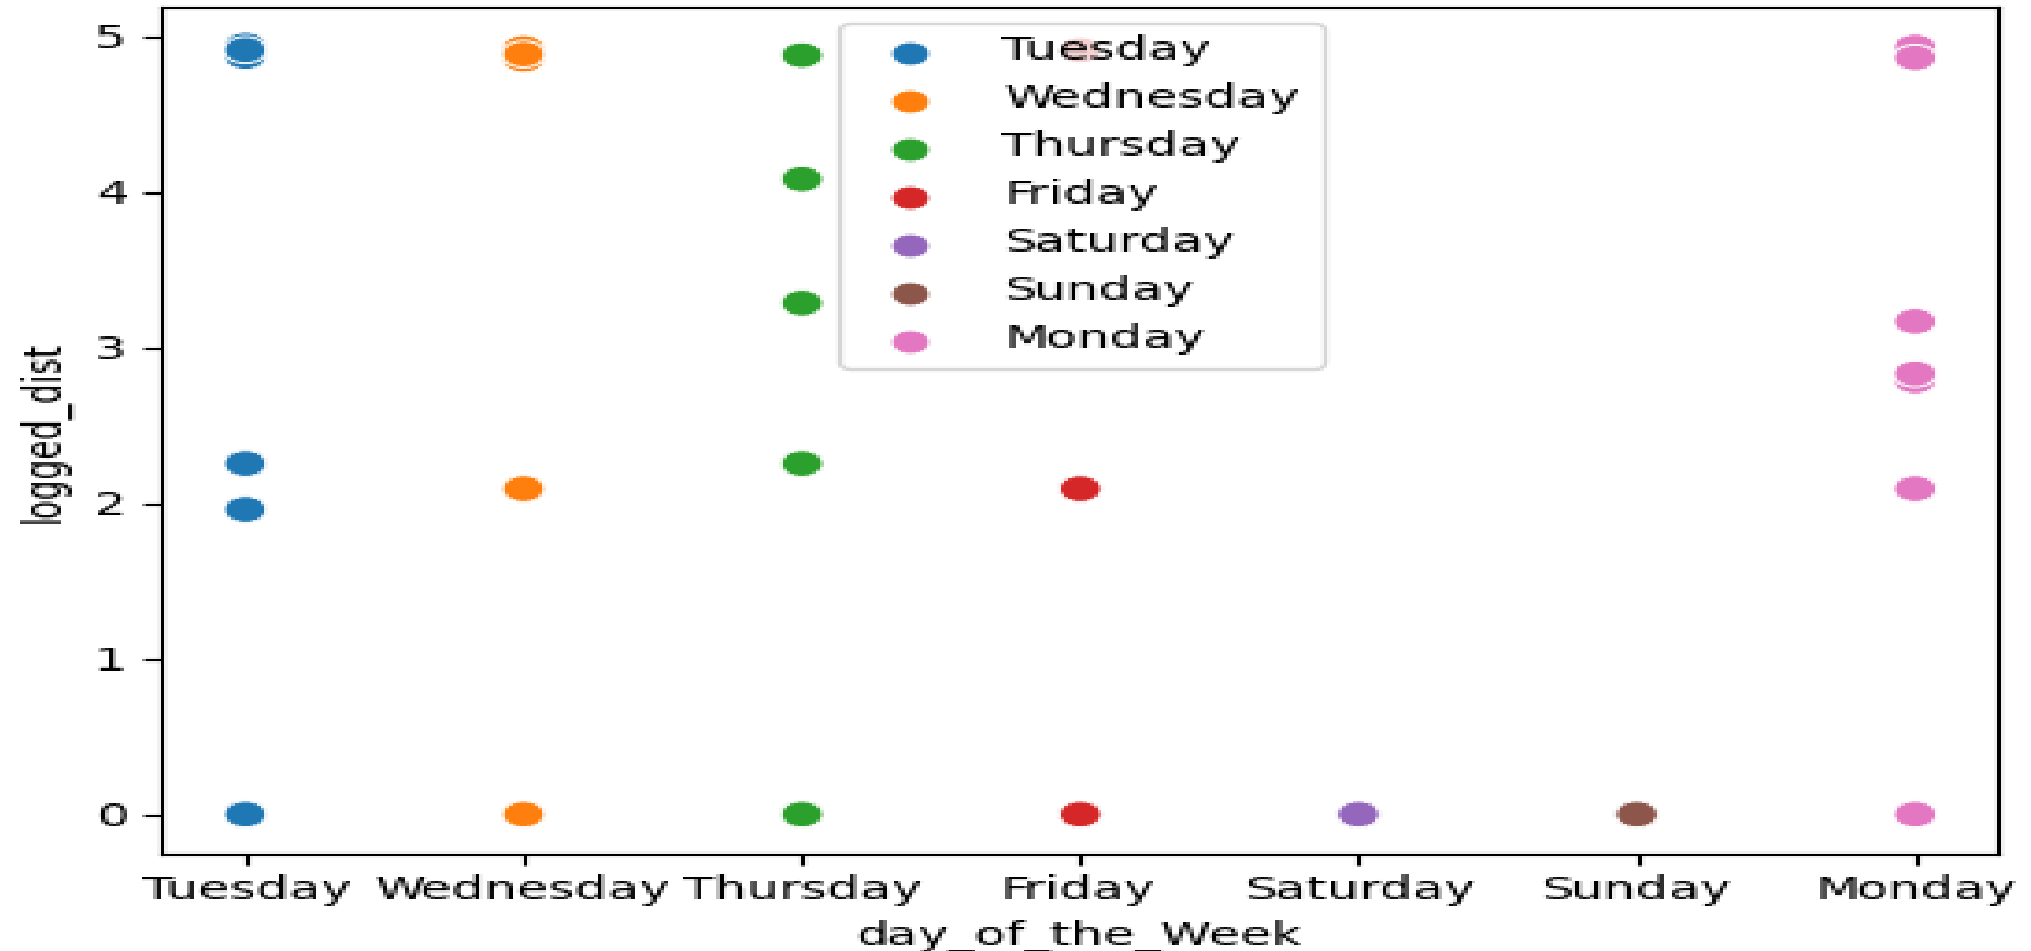 5
4
3
2
1
0
logged_dist
Tuesday
Wednesday
Thursday
Friday
Saturday
Sunday
Monday
Tuesday Wednesday Thursday Friday Saturday Sunday Monday
day_of_the_Week